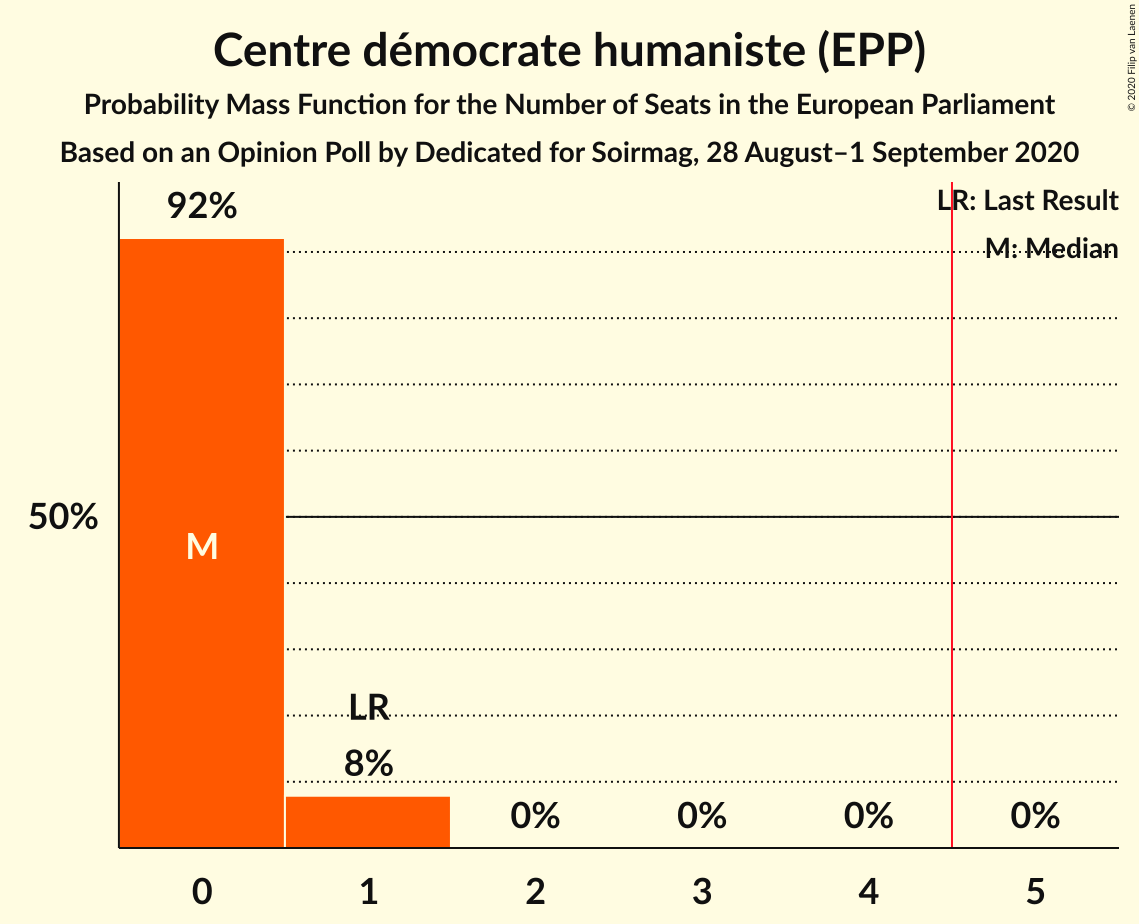 Centre démocrate humaniste (EPP)
Probability Mass Function for the Number of Seats in the European Parliament
Based on an Opinion Poll by Dedicated for Soirmag, 28 August–1 September 2020
© 2020 Filip van Laenen
LR: Last Result
M: Median
92%
50%
M
LR
8%
0%
0%
0%
0%
0
1
2
3
4
5